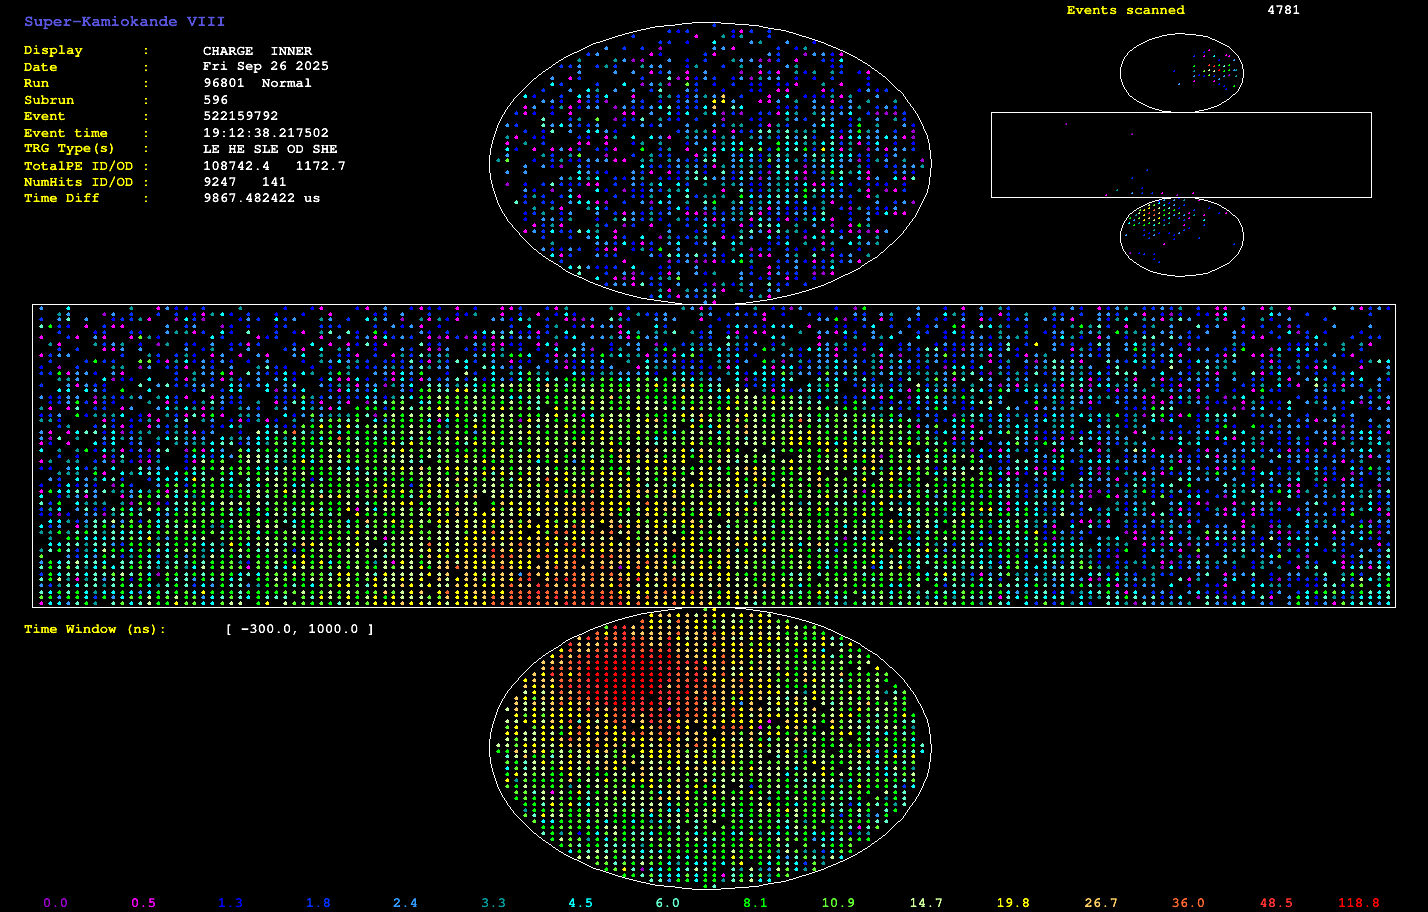 Super-Kamiokande VIII
Events scanned 4781
Display : CHARGE INNER
Date : Fri Sep 26 2025
Run : 96801 Normal
Subrun : 596
Event : 522159792
Event time : 19:12:38.217502
TRG Type(s) : LE HE SLE OD SHE
TotalPE ID/OD : 108742.4 1172.7
NumHits ID/OD : 9247 141
Time Diff : 9867.482422 us
Time Window (ns): [ -300.0, 1000.0 ]
0.0 0.5 1.3 1.8 2.4 3.3 4.5 6.0 8.1 10.9 14.7 19.8 26.7 36.0 48.5 118.8